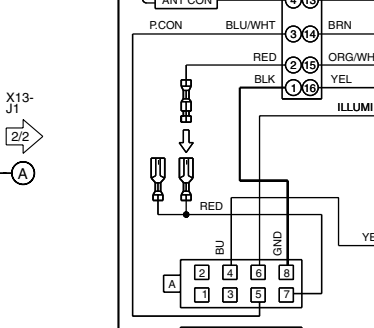 ANT CON
4 13
P.CON BLU/WHT 3 14 BRN
RED 2 15 ORG/WH
BLK 1 16 YEL
X13-
J1
ILLUMI
2/2
A
RED
BU GND
YE
2 4 6 8
A
1 3 5 7